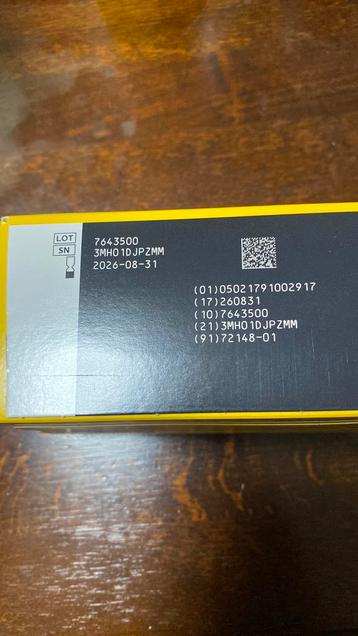 LOT 7643500
SN 3MH01DJPZMM
2026-08-31
(01)05021791002917
(17)260831
(10)7643500
(21)3MH01DJPZMM
(91)72148-01